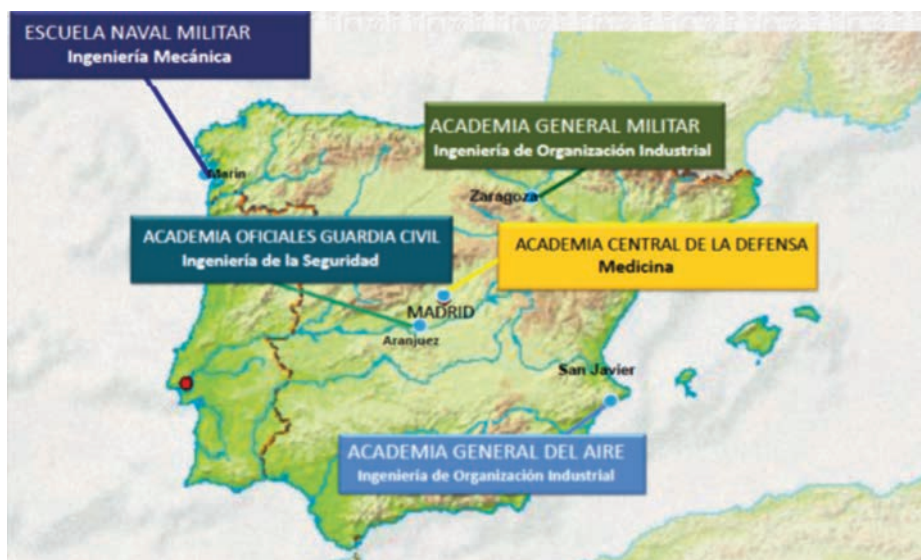 ESCUELA NAVAL MILITAR
Ingeniería Mecánica
ACADEMIA GENERAL MILITAR
Ingeniería de Organización Industrial
Marín
Zaragoza
ACADEMIA OFICIALES GUARDIA CIVIL
Ingeniería de la Seguridad
ACADEMIA CENTRAL DE LA DEFENSA
Medicina
MADRID
Aranjuez
San Javier
ACADEMIA GENERAL DEL AIRE
Ingeniería de Organización Industrial